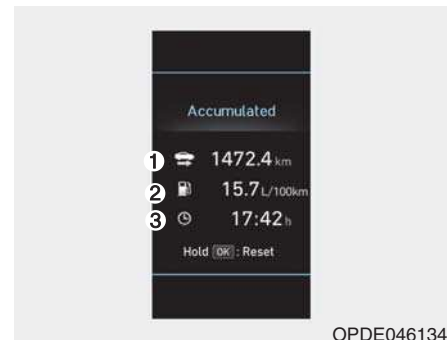 Accumulated
1 1472.4 km
2 15.7 L/100km
3 17:42 h
Hold OK : Reset
OPDE046134